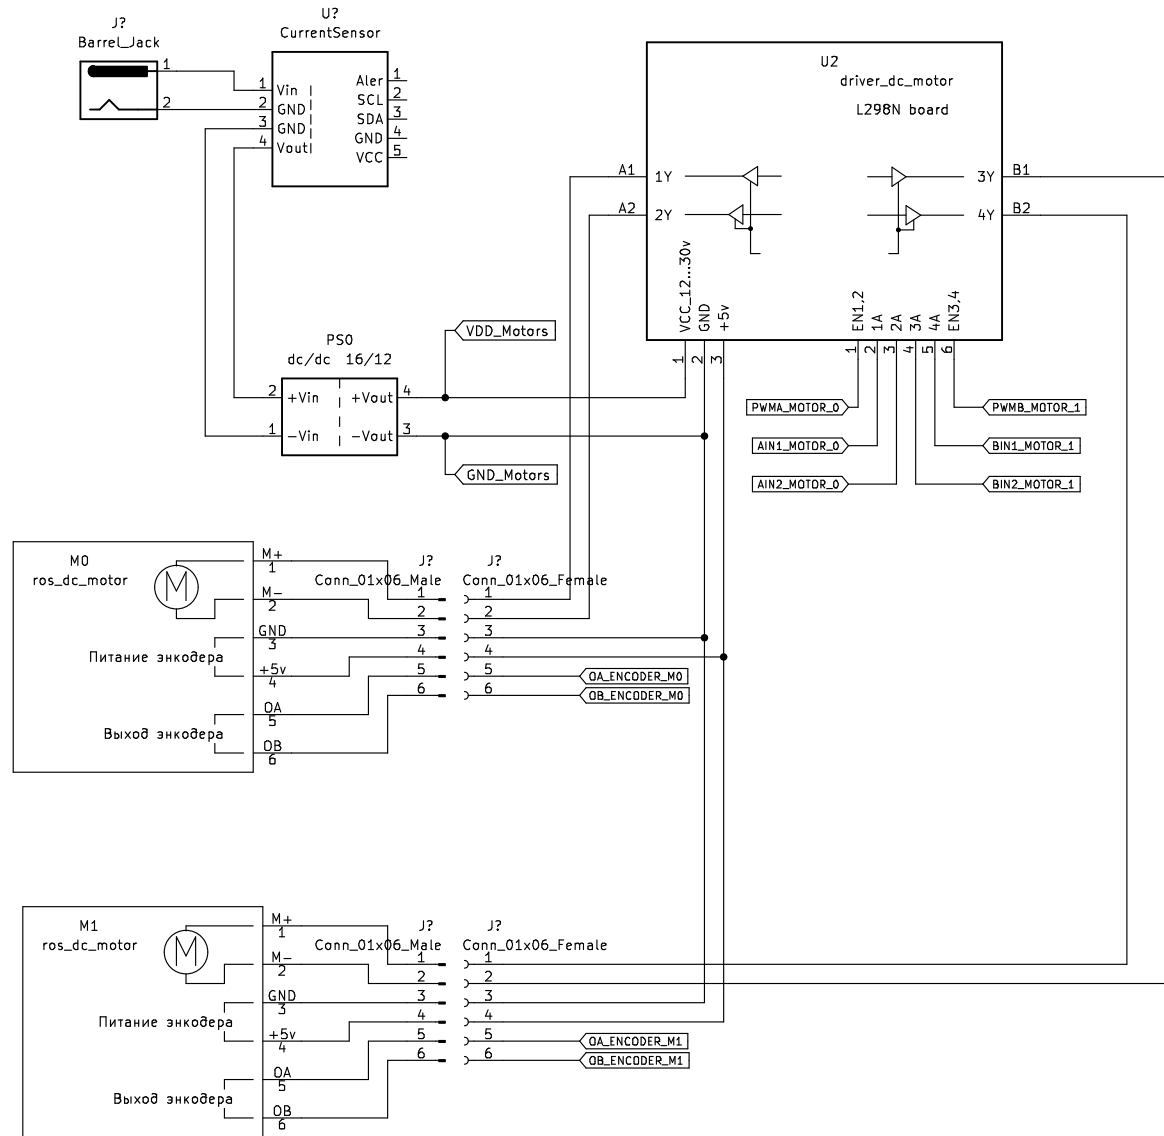 J?
Barrel_Jack
1
2
U?
CurrentSensor
1 Vin
2 GND
3 GND
4 Vout
Aler 1
SCL 2
SDA 3
GND 4
VCC 5
U2
driver_dc_motor
L298N board
A1 1Y
A2 2Y
3Y B1
4Y B2
VCC_12...30v
GND
+5v
EN1,2
1A
2A
3A
4A
EN3,4
1
2
3
1
2
3
4
5
6
VDD_Motors
PS0
dc/dc 16/12
2 +Vin
+Vout 4
1 -Vin
-Vout 3
GND_Motors
PWMA_MOTOR_0
PWMB_MOTOR_1
AIN1_MOTOR_0
BIN1_MOTOR_1
AIN2_MOTOR_0
BIN2_MOTOR_1
M0
ros_dc_motor
M
M+
1
M-
2
GND
3
Питание энкодера
+5v
4
OA
5
Выход энкодера
OB
6
J?
Conn_01x06_Male
1
2
3
4
5
6
J?
Conn_01x06_Female
1
2
3
4
5
6
OA_ENCODER_M0
OB_ENCODER_M0
M1
ros_dc_motor
M
M+
1
M-
2
GND
3
Питание энкодера
+5v
4
OA
5
Выход энкодера
OB
6
J?
Conn_01x06_Male
1
2
3
4
5
6
J?
Conn_01x06_Female
1
2
3
4
5
6
OA_ENCODER_M1
OB_ENCODER_M1